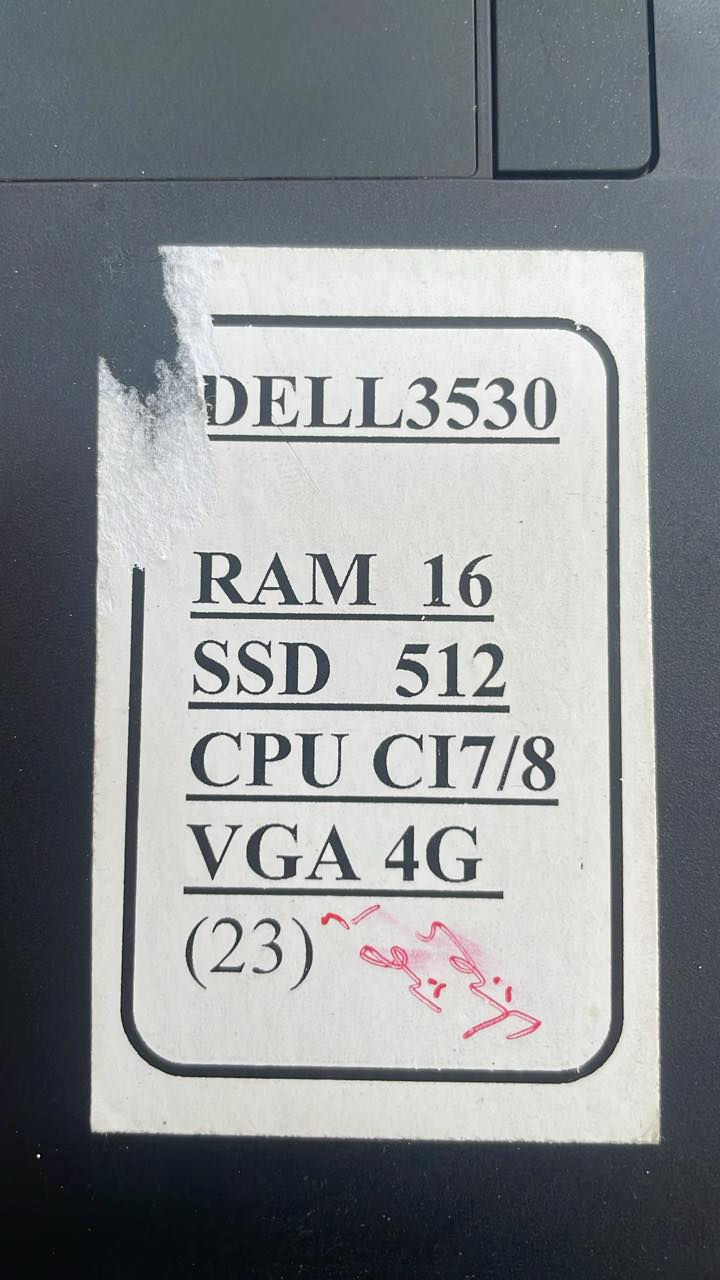 DELL3530
RAM 16
SSD 512
CPU CI7/8
VGA 4G
(23)